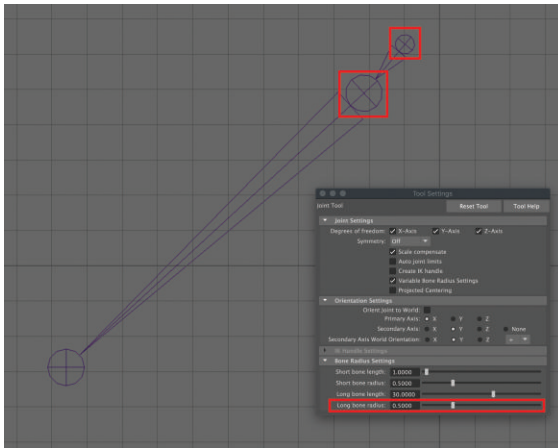 Tool Settings
Joint Tool Reset Tool Tool Help
Joint Settings
Degrees of freedom: X-Axis Y-Axis Z-Axis
Symmetry: Off
Scale compensate
Auto joint limits
Create IK handle
Variable Bone Radius Settings
Projected Centering
Orientation Settings
Orient Joint to World:
Primary Axis: X Y Z
Secondary Axis: X Y Z None
Secondary Axis World Orientation: X Y Z +
IK Handle Settings
Bone Radius Settings
Short bone length: 1.0000
Short bone radius: 0.5000
Long bone length: 30.0000
Long bone radius: 0.5000